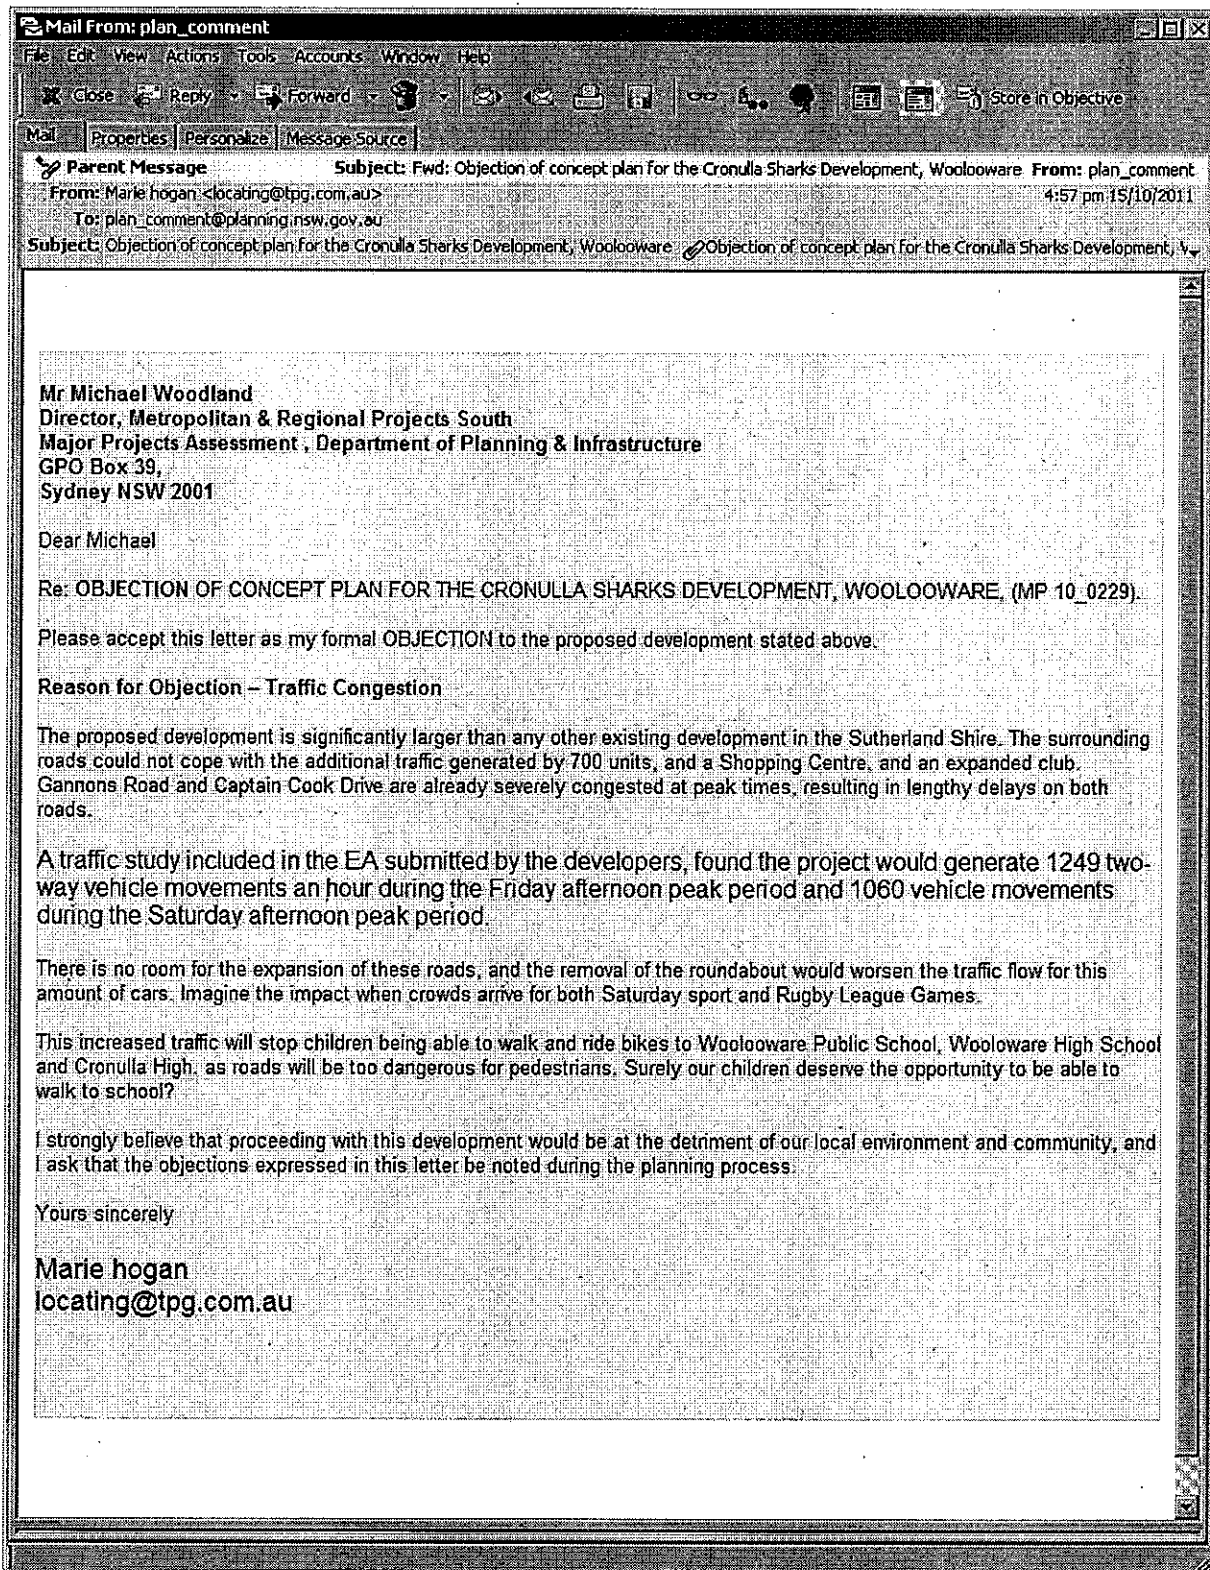 Mail From: plan_comment
File Edit View Actions Tools Accounts Window Help
Close Reply Forward Store in Objective
Mail Properties Personalize Message Source
Parent Message Subject: Fwd: Objection of concept plan for the Cronulla Sharks Development, Woolooware From: plan_comment
From: Marie hogan <locating@tpg.com.au> 4:57 pm 15/10/2011
To: plan_comment@planning.nsw.gov.au
Subject: Objection of concept plan for the Cronulla Sharks Development, Woolooware Objection of concept plan for the Cronulla Sharks Development, V
Mr Michael Woodland
Director, Metropolitan & Regional Projects South
Major Projects Assessment , Department of Planning & Infrastructure
GPO Box 39,
Sydney NSW 2001
Dear Michael
Re: OBJECTION OF CONCEPT PLAN FOR THE CRONULLA SHARKS DEVELOPMENT, WOOLOOWARE, (MP 10_0229).
Please accept this letter as my formal OBJECTION to the proposed development stated above.
Reason for Objection – Traffic Congestion
The proposed development is significantly larger than any other existing development in the Sutherland Shire. The surrounding
roads could not cope with the additional traffic generated by 700 units, and a Shopping Centre, and an expanded club.
Gannons Road and Captain Cook Drive are already severely congested at peak times, resulting in lengthy delays on both
roads.
A traffic study included in the EA submitted by the developers, found the project would generate 1249 two-
way vehicle movements an hour during the Friday afternoon peak period and 1060 vehicle movements
during the Saturday afternoon peak period.
There is no room for the expansion of these roads, and the removal of the roundabout would worsen the traffic flow for this
amount of cars. Imagine the impact when crowds arrive for both Saturday sport and Rugby League Games.
This increased traffic will stop children being able to walk and ride bikes to Woolooware Public School, Wooloware High School
and Cronulla High, as roads will be too dangerous for pedestrians. Surely our children deserve the opportunity to be able to
walk to school?
I strongly believe that proceeding with this development would be at the detriment of our local environment and community, and
I ask that the objections expressed in this letter be noted during the planning process.
Yours sincerely
Marie hogan
locating@tpg.com.au